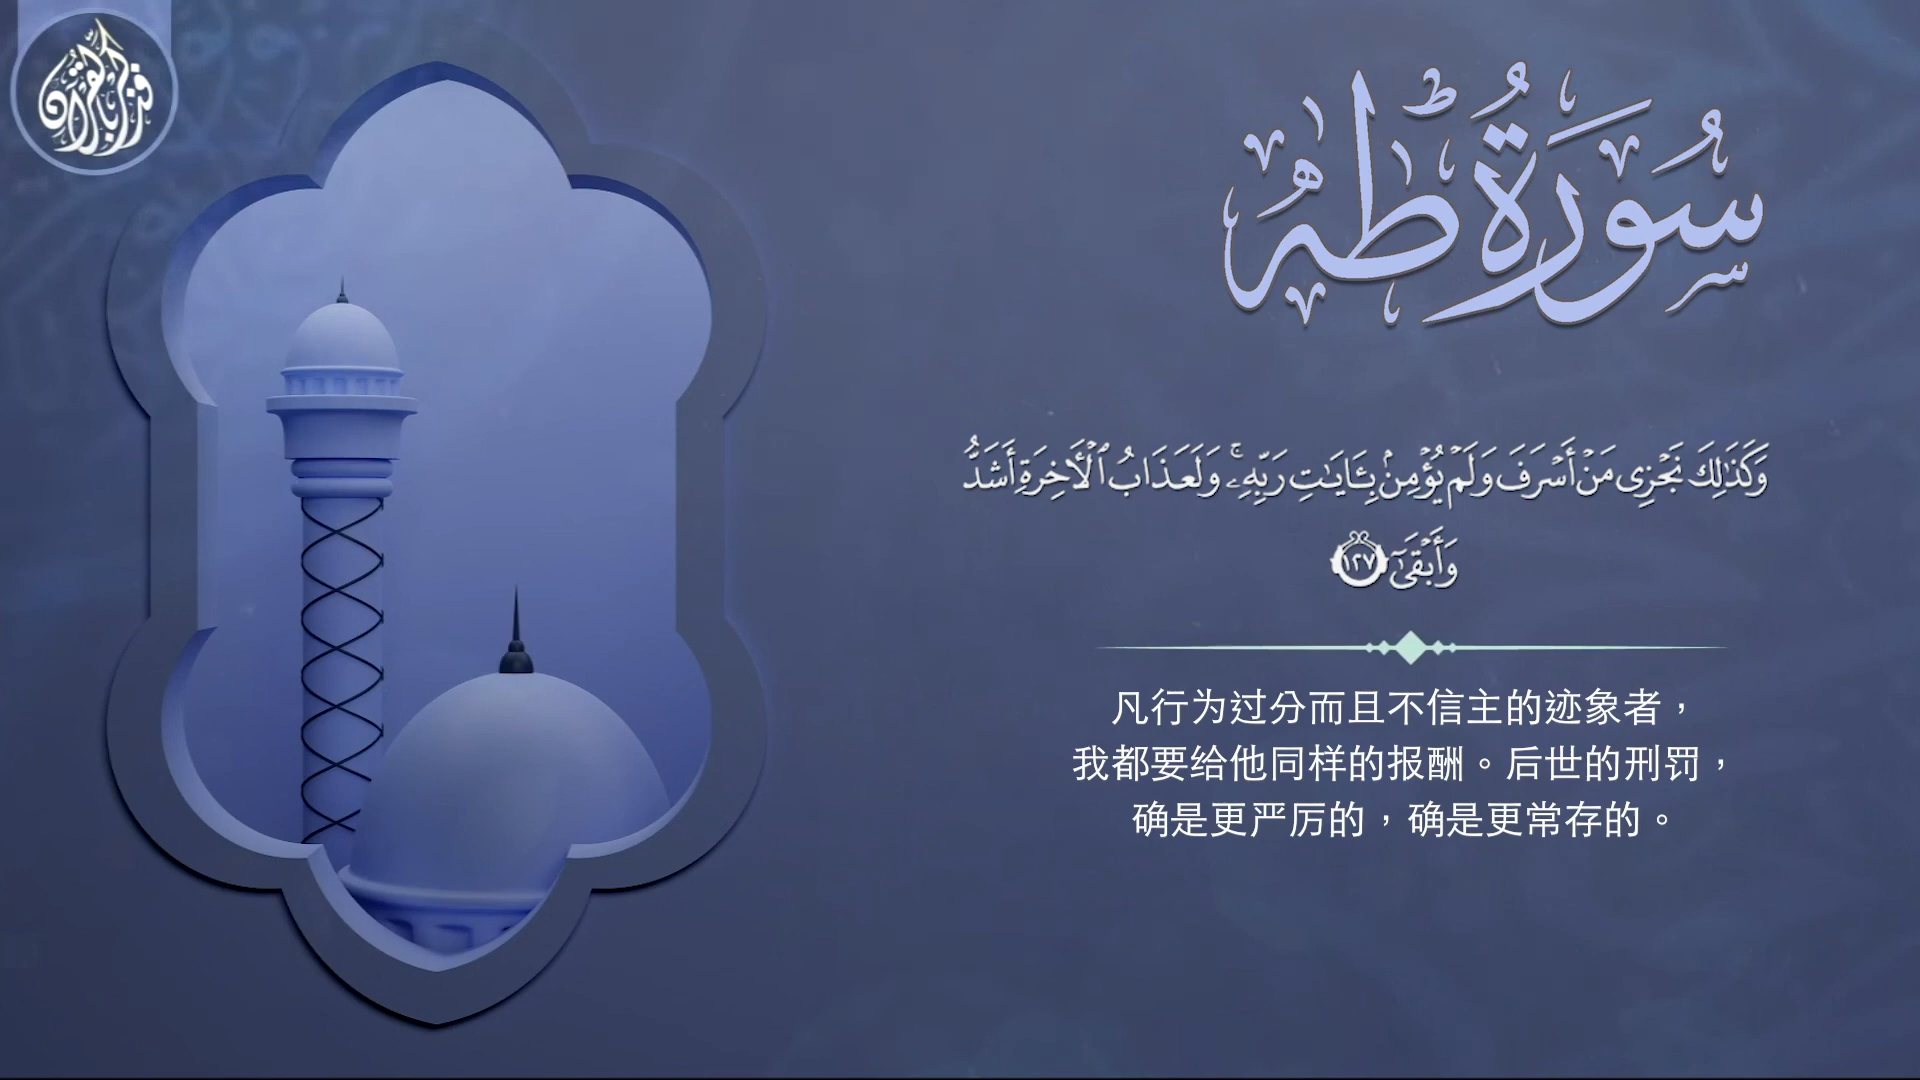 سُورَةُ طه
وَكَذَٰلِكَ نَجْزِى مَنْ أَسْرَفَ وَلَمْ يُؤْمِنۢ بِـَٔايَـٰتِ رَبِّهِۦ ۚ وَلَعَذَابُ ٱلْـَٔاخِرَةِ أَشَدُّ
وَأَبْقَىٰٓ ١٢٧
凡行为过分而且不信主的迹象者，
我都要给他同样的报酬。后世的刑罚，
确是更严厉的，确是更常存的。